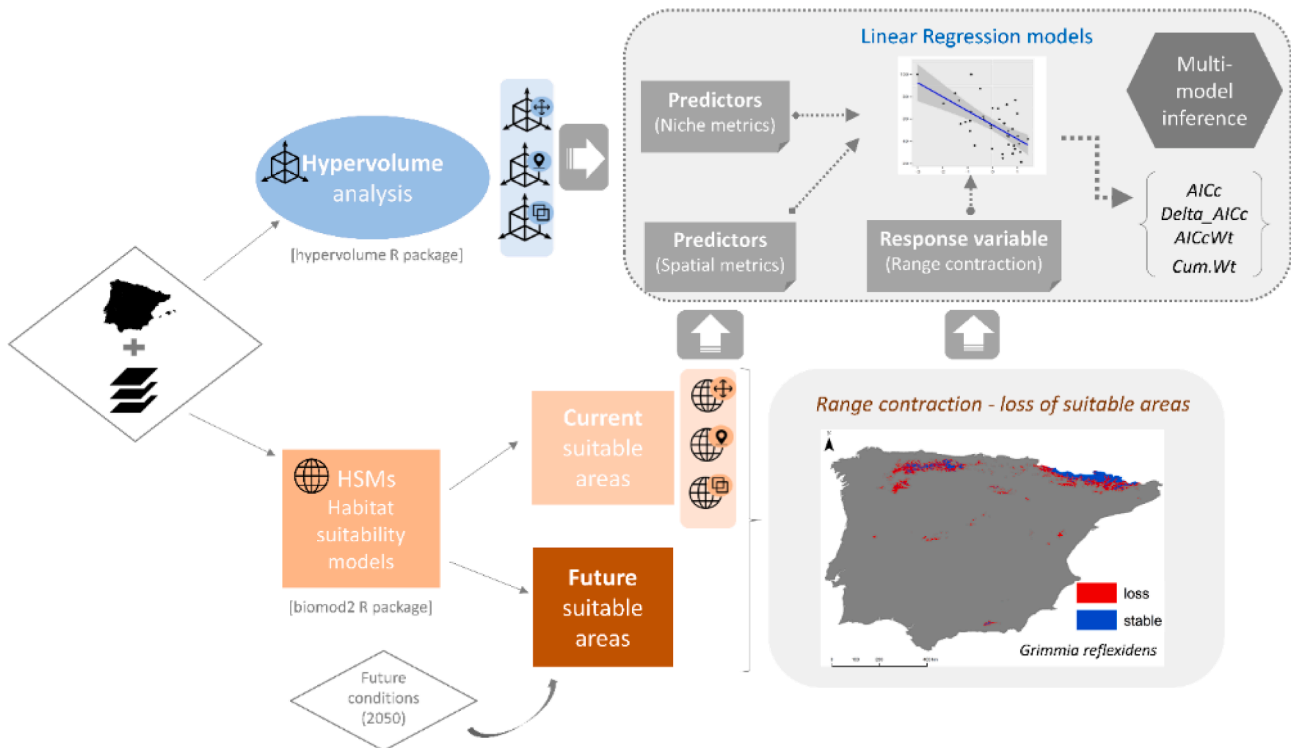 Linear Regression models
Multi-
model
inference
Predictors
(Niche metrics)
Hypervolume
analysis
[hypervolume R package]
Predictors
(Spatial metrics)
Response variable
(Range contraction)
AICc
Delta_AICc
AICcWt
Cum.Wt
HSMs
Habitat
suitability
models
[biomod2 R package]
Current
suitable
areas
Future
suitable
areas
Future
conditions
(2050)
Range contraction - loss of suitable areas
loss
stable
Grimmia reflexidens